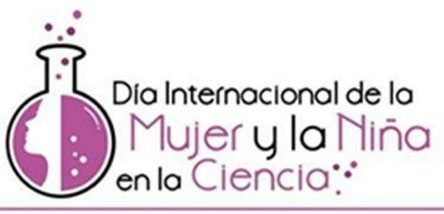 Día Internacional de la
Mujer y la Niña
en la Ciencia